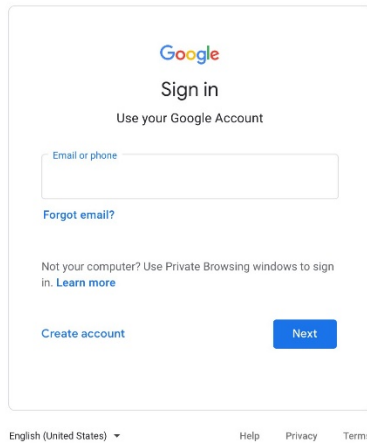 Google
Sign in
Use your Google Account
Email or phone
Forgot email?
Not your computer? Use Private Browsing windows to sign
in. Learn more
Create account
Next
English (United States)
Help Privacy Term